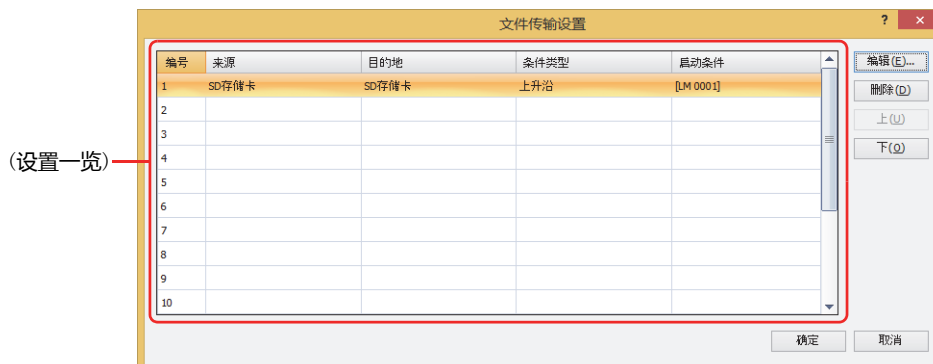 文件传输设置
? ×
编号 来源 目的地 条件类型 启动条件
编辑(E)...
1 SD存储卡 SD存储卡 上升沿 [LM 0001]
删除(D)
2
上(U)
3
下(O)
(设置一览)
4
5
6
7
8
9
10
确定 取消